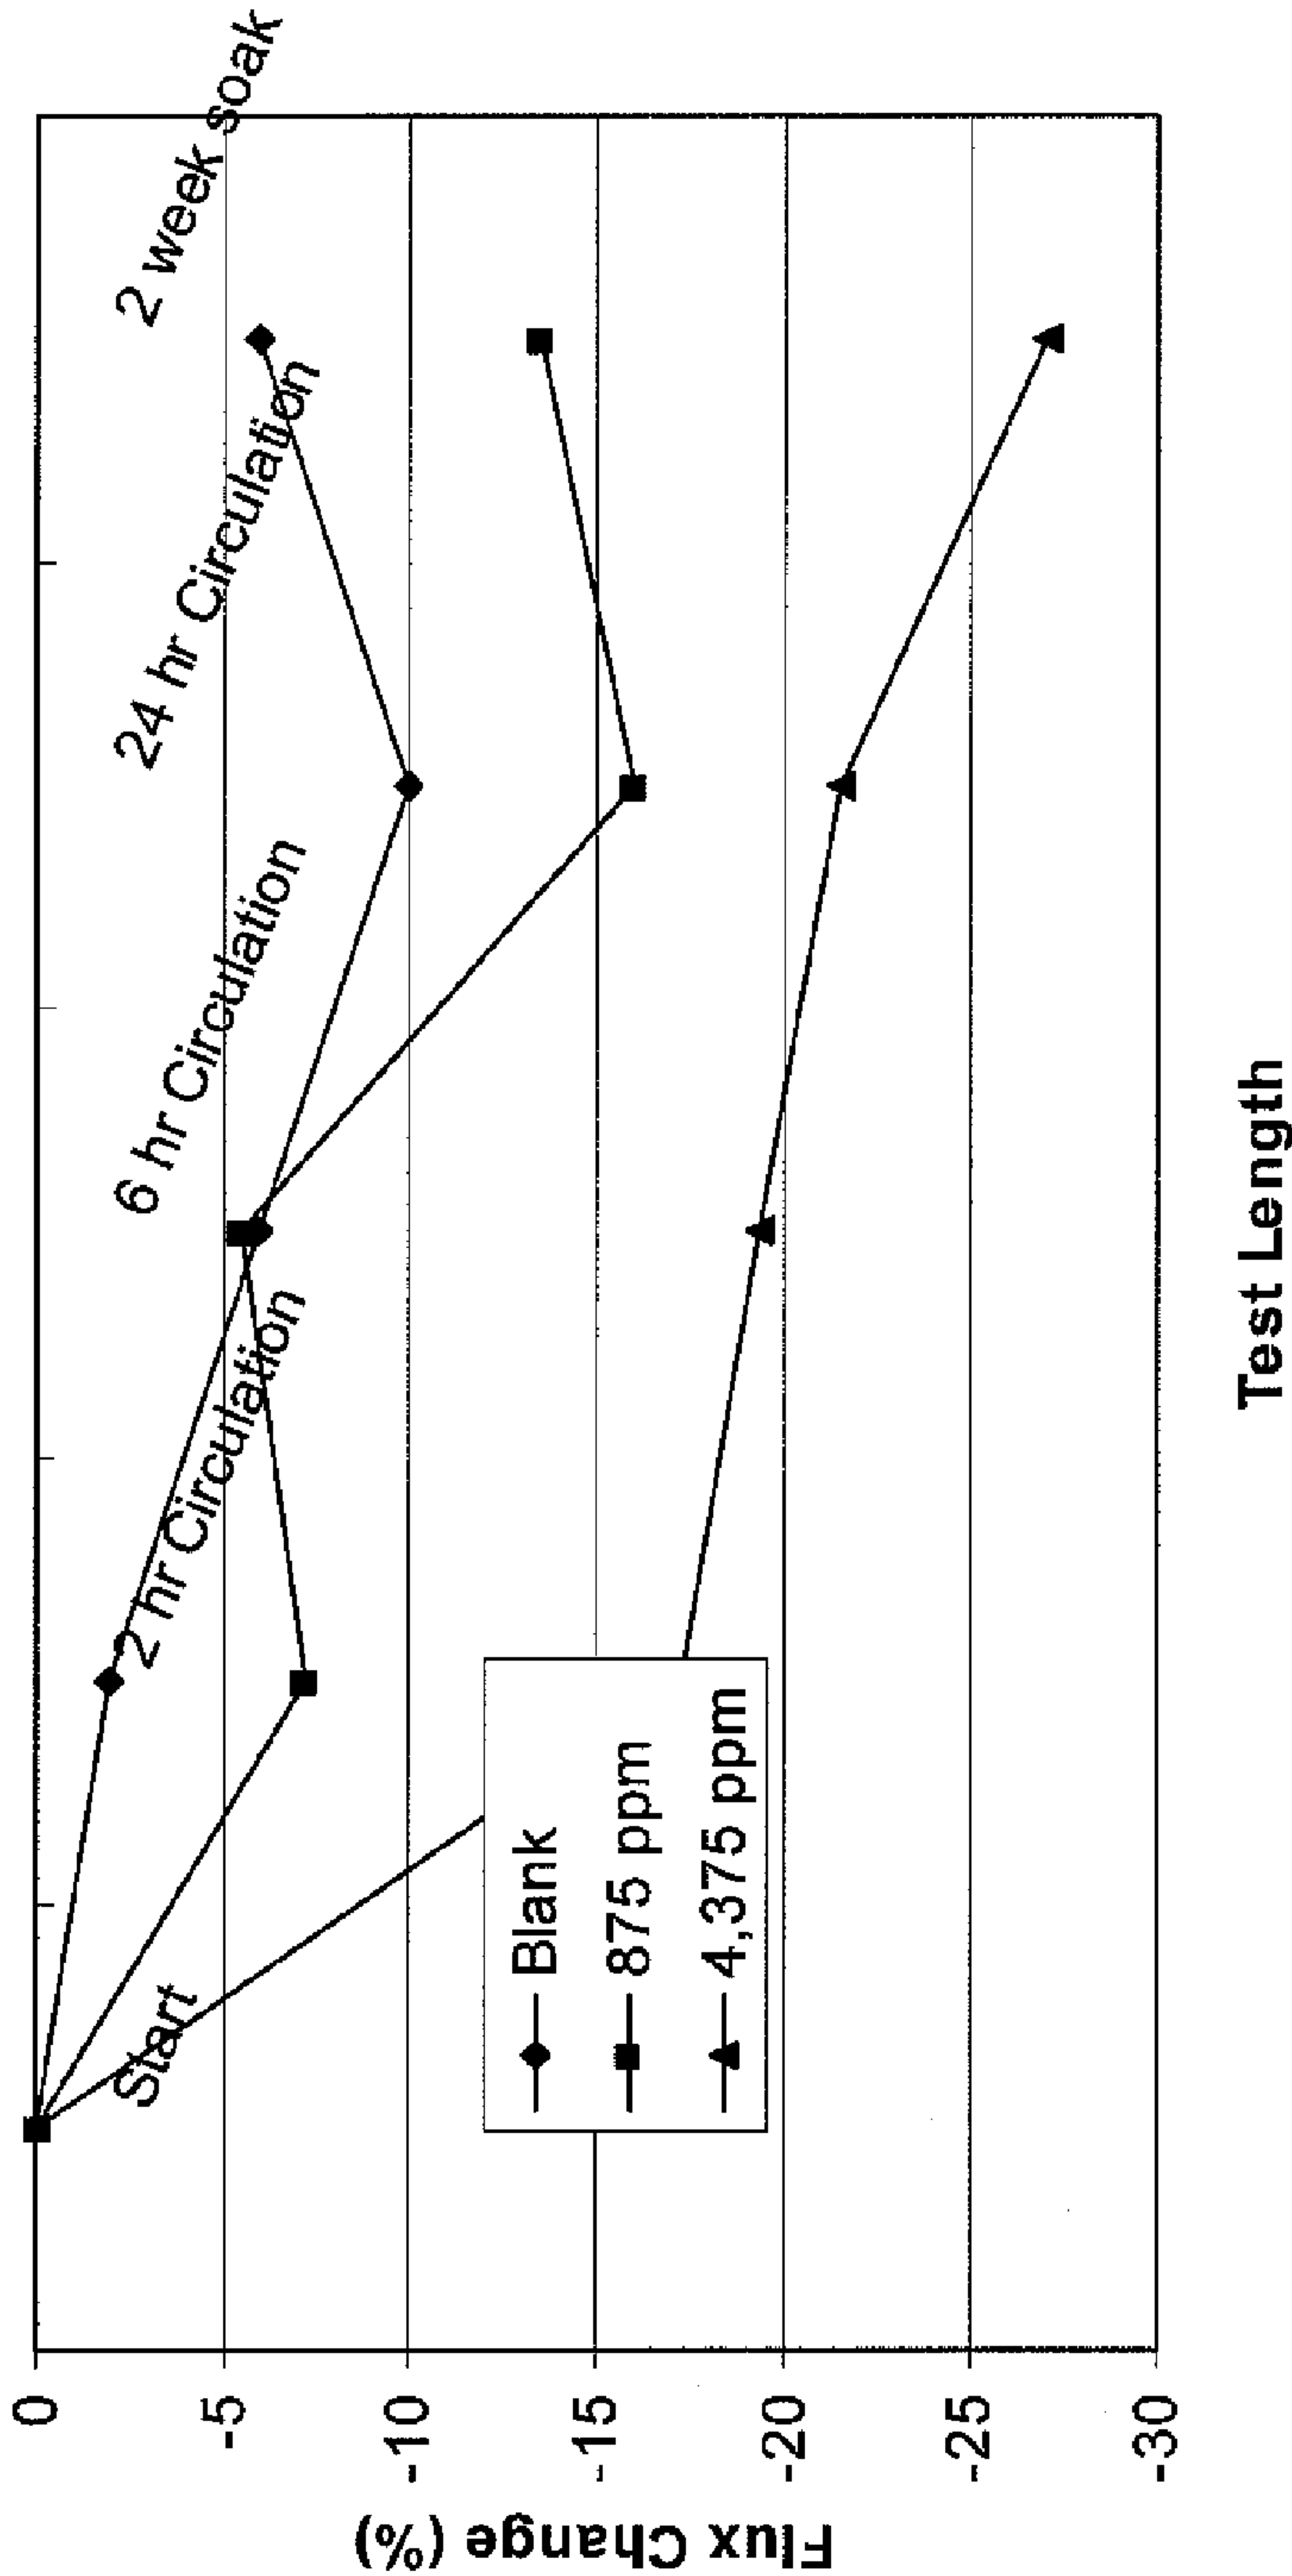 Flux Change (%)
0
-5
-10
-15
-20
-25
-30
Start
2 hr Circulation
6 hr Circulation
24 hr Circulation
2 week soak
Blank
875 ppm
4,375 ppm
Test Length